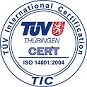 TÜV International Certification
TÜV
THÜRINGEN
CERT
ISO 14001:2004
TIC